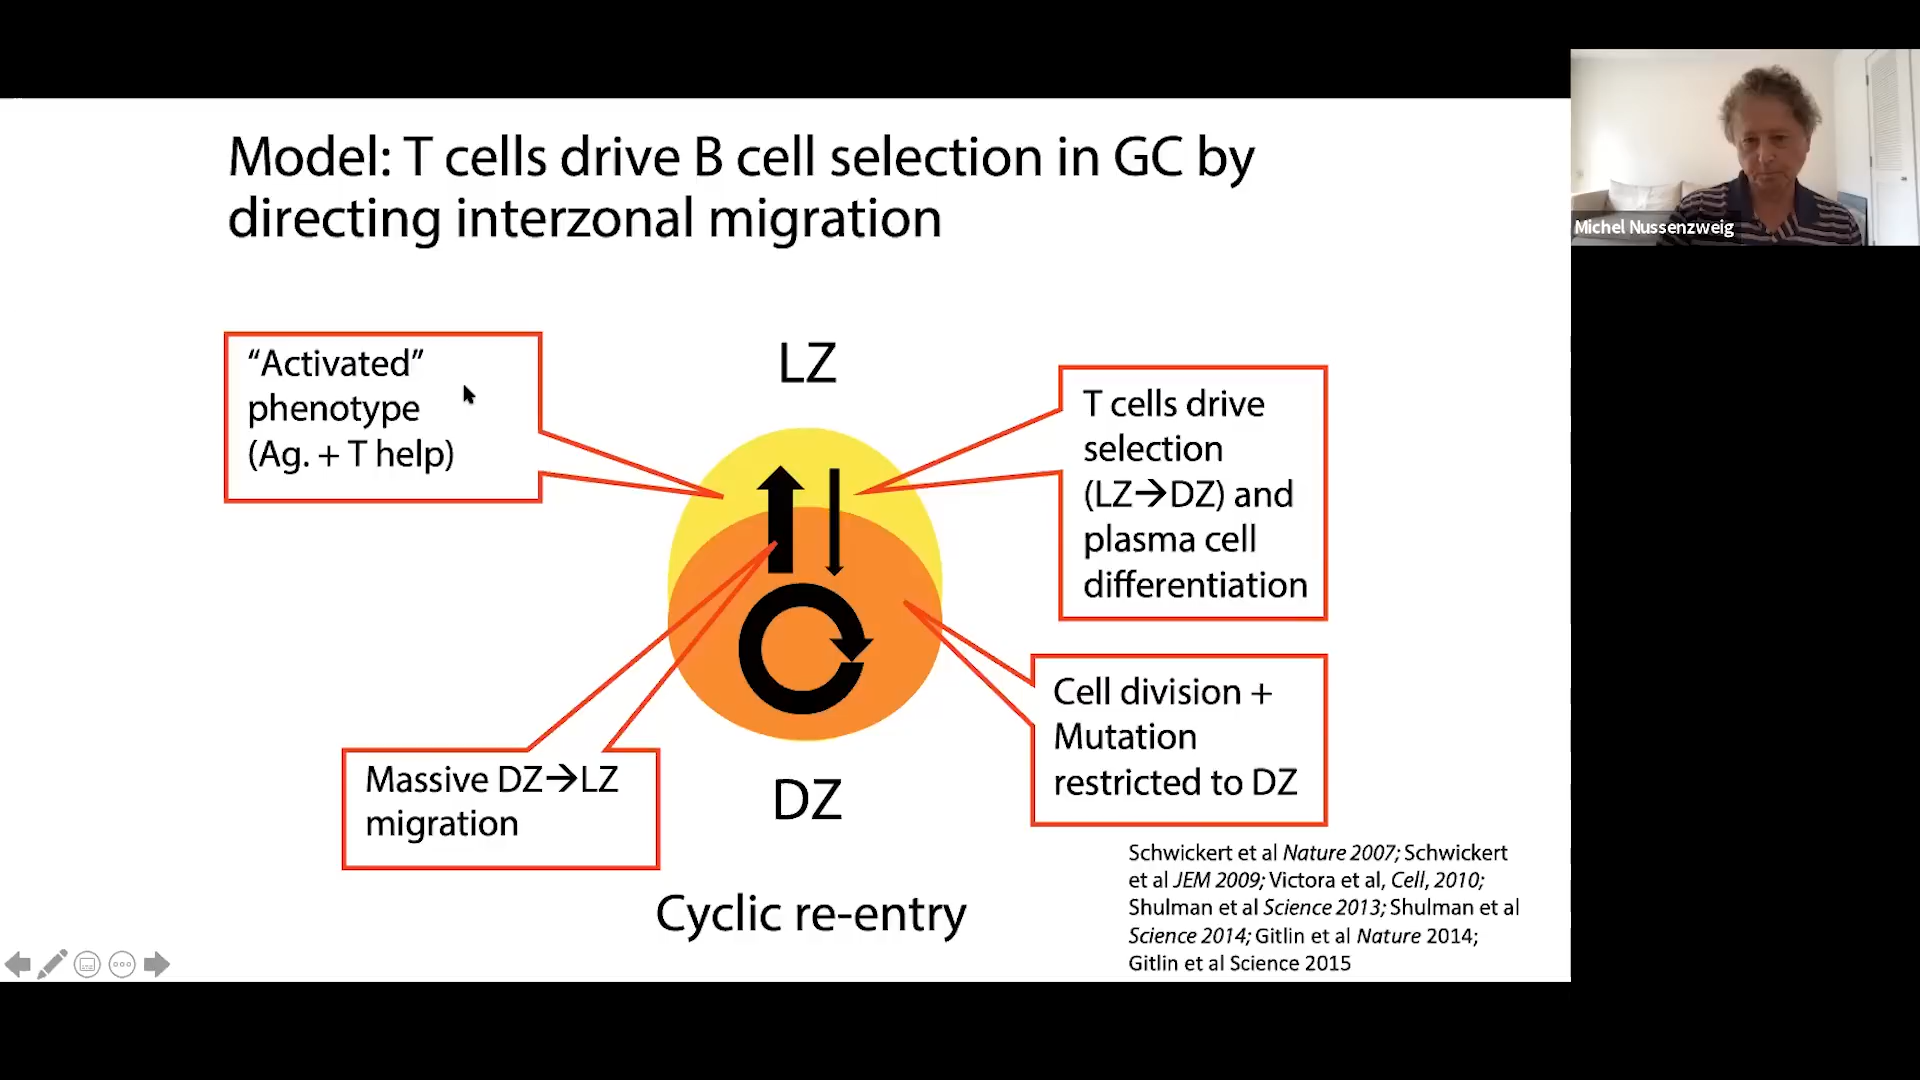 Model: T cells drive B cell selection in GC by
directing interzonal migration
Michel Nussenzweig
“Activated”
phenotype
(Ag. + T help)
LZ
T cells drive
selection
(LZ→DZ) and
plasma cell
differentiation
Cell division +
Mutation
restricted to DZ
Massive DZ→LZ
migration
DZ
Cyclic re-entry
Schwickert et al Nature 2007; Schwickert
et al JEM 2009; Victora et al, Cell, 2010;
Shulman et al Science 2013; Shulman et al
Science 2014; Gitlin et al Nature 2014;
Gitlin et al Science 2015